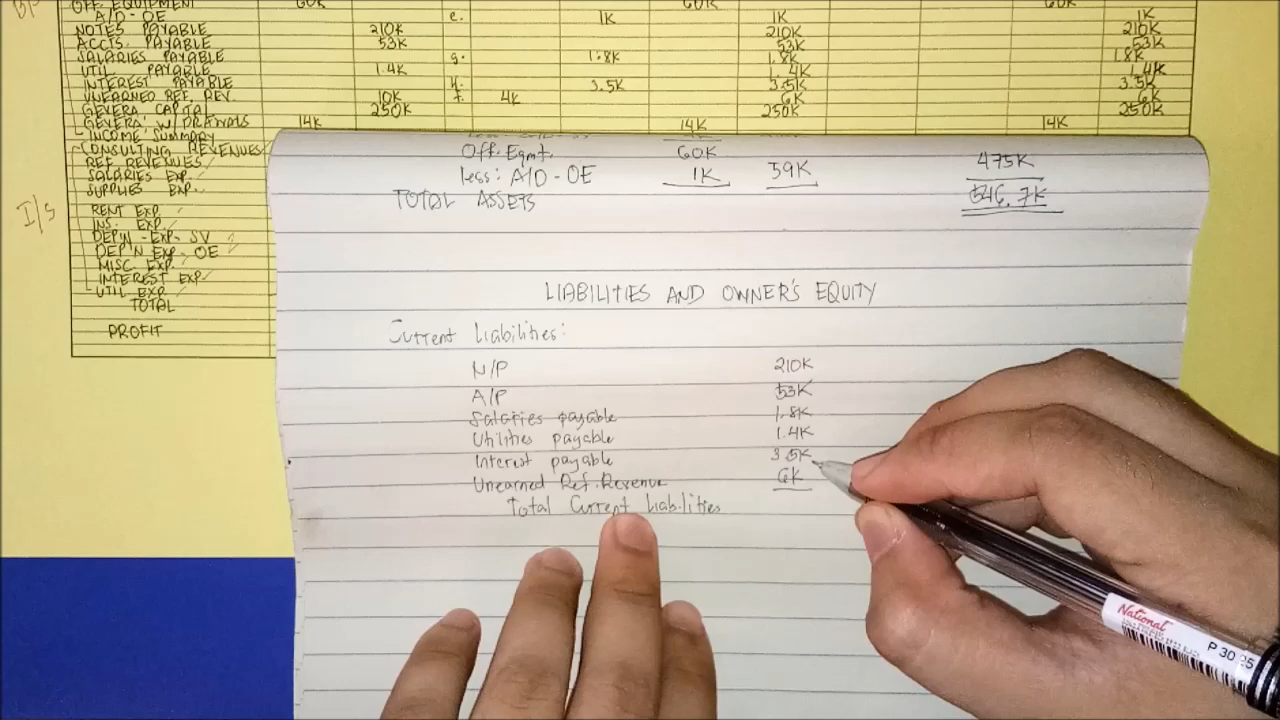 BP
OFF. EQUIPMENT 60K 60K 60K
A/D - OE e. 1K 1K 1K
NOTES PAYABLE 210K 210K 210K
ACCTS. PAYABLE 53K 53K 53K
SALARIES PAYABLE g. 1.8K 1.8K 1.8K
UTIL PAYABLE 1.4K 1.4K 1.4K
INTEREST PAYABLE h. 3.5K 3.5K 3.5K
UNEARNED REF. REV. 10K f. 4K 6K 6K
GEVERA CAPITAL 250K 250K 250K
GEVERA W/DRAWALS 14K 14K 14K
INCOME SUMMARY
CONSULTING REVENUES
REF. REVENUES
SALARIES EXP.
SUPPLIES EXP.
I/S
RENT EXP.
INS. EXP.
DEP'N - EXP - SV
DEP'N EXP - OE
MISC. EXP.
INTEREST EXP
UTIL EXP.
TOTAL
PROFIT
Off. Eqmt. 60K
less: A/D - OE 1K 59K 475K
TOTAL ASSETS 546.7K
LIABILITIES AND OWNER'S EQUITY
Current liabilities:
N/P 210K
A/P 53K
Salaries payable 1.8K
Utilities payable 1.4K
Interest payable 3.5K
Unearned Ref. Revenue 6K
Total Current Liabilities
National
P 30.25